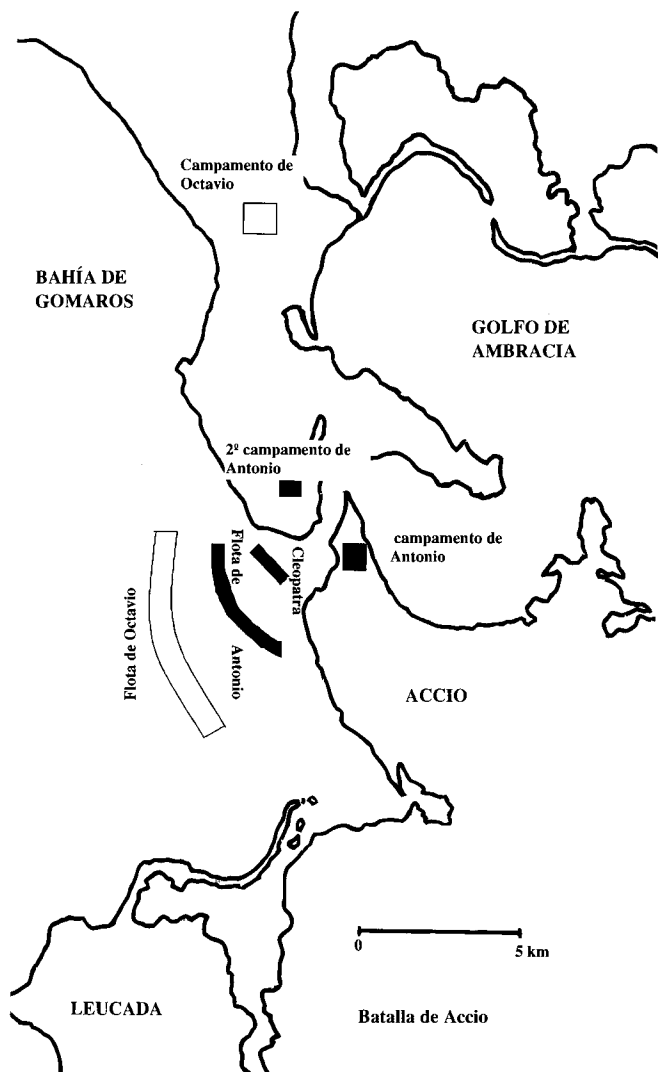 Campamento de
Octavio
BAHÍA DE
GOMAROS
GOLFO DE
AMBRACIA
2º campamento de
Antonio
campamento de
Antonio
Flota de
Antonio
Cleopatra
Flota de Octavio
ACCIO
0
5 km
LEUCADA
Batalla de Accio